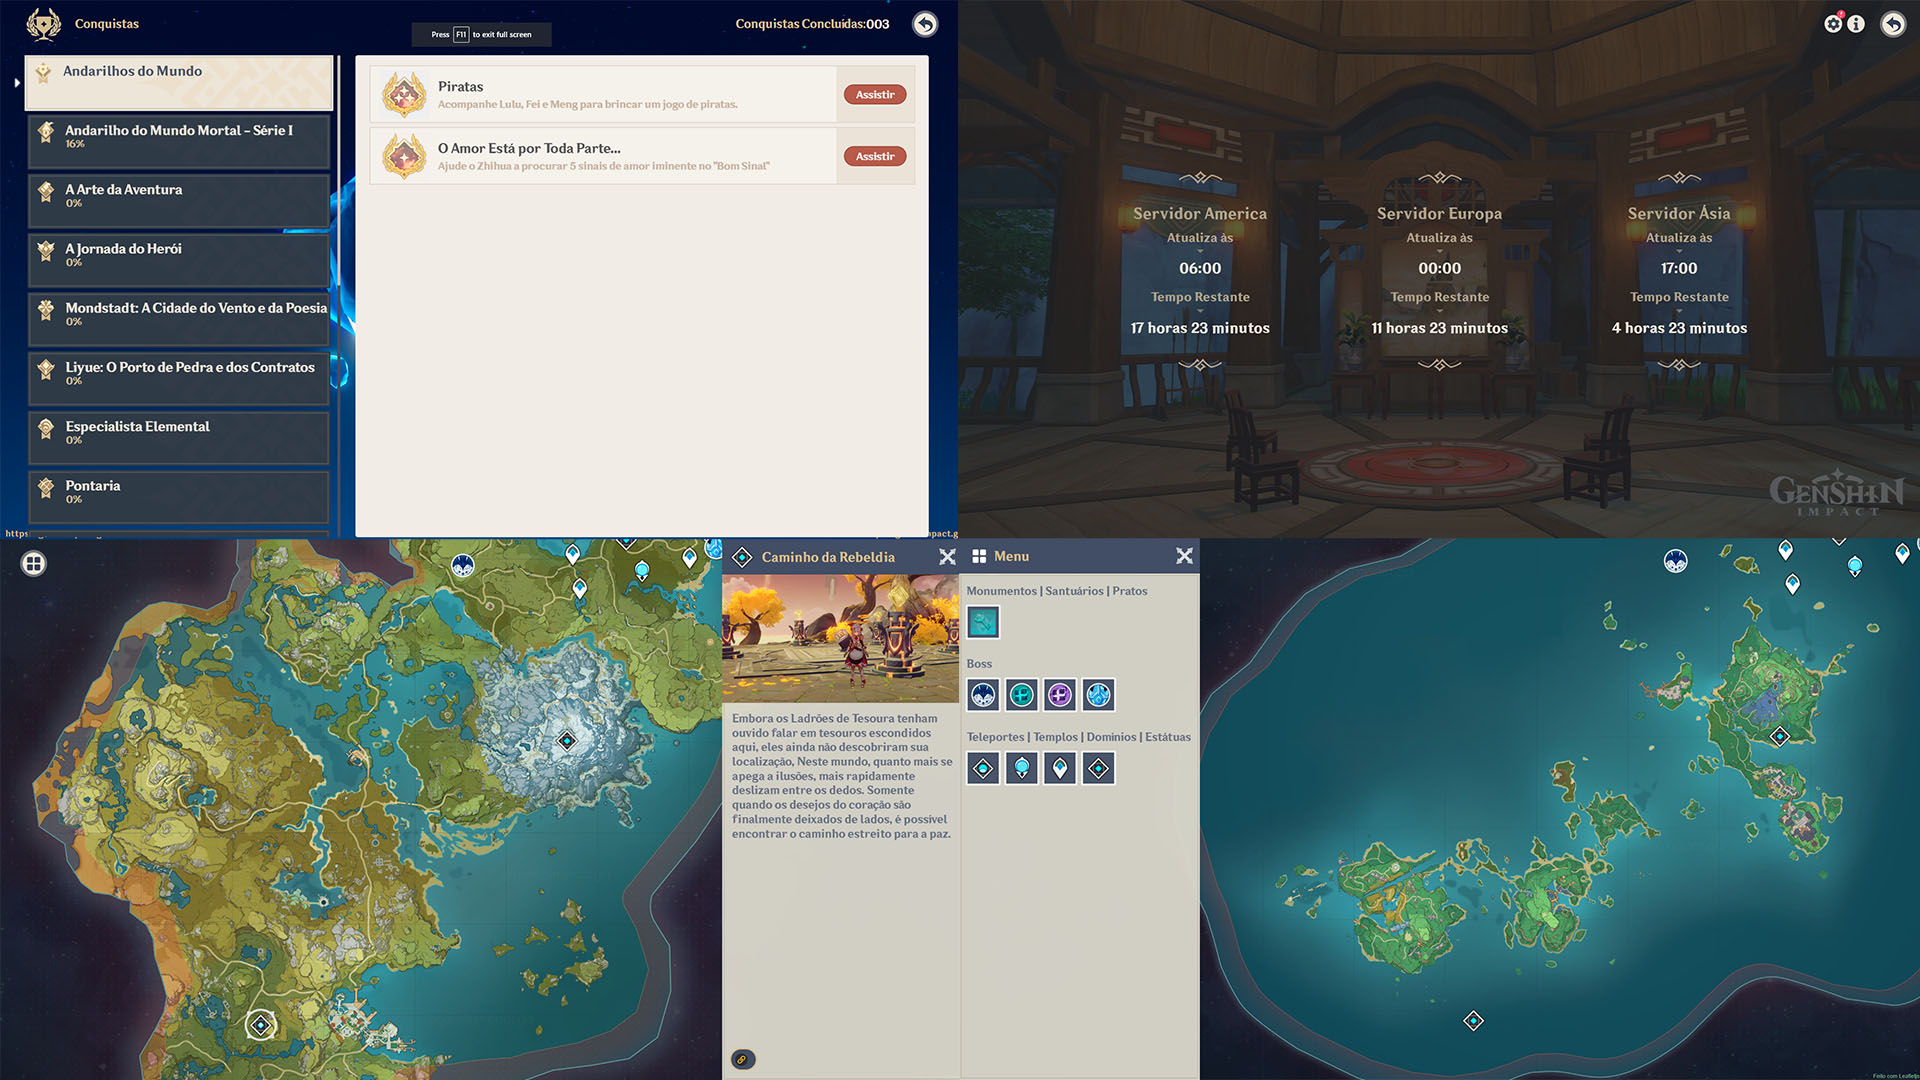 Conquistas
Press F11 to exit full screen
Conquistas Concluídas:003
Andarilhos do Mundo
Andarilho do Mundo Mortal – Série I
16%
A Arte da Aventura
0%
A Jornada do Herói
0%
Mondstadt: A Cidade do Vento e da Poesia
0%
Liyue: O Porto de Pedra e dos Contratos
0%
Especialista Elemental
0%
Pontaria
0%
https
Piratas
Acompanhe Lulu, Fei e Meng para brincar um jogo de piratas.
Assistir
O Amor Está por Toda Parte...
Ajude o Zhihua a procurar 5 sinais de amor iminente no "Bom Sinal"
Assistir
impact.g
Servidor America
Atualiza às
06:00
Tempo Restante
17 horas 23 minutos
Servidor Europa
Atualiza às
00:00
Tempo Restante
11 horas 23 minutos
Servidor Ásia
Atualiza às
17:00
Tempo Restante
4 horas 23 minutos
GENSHIN
IMPACT
Caminho da Rebeldia
Embora os Ladrões de Tesoura tenham
ouvido falar em tesouros escondidos
aqui, eles ainda não descobriram sua
localização, Neste mundo, quanto mais se
apega a ilusões, mais rapidamente
deslizam entre os dedos. Somente
quando os desejos do coração são
finalmente deixados de lados, é possivel
encontrar o caminho estreito para a paz.
Menu
Monumentos | Santuários | Pratos
Boss
Teleportes | Templos | Dominios | Estátuas
Feito com Leafletjs